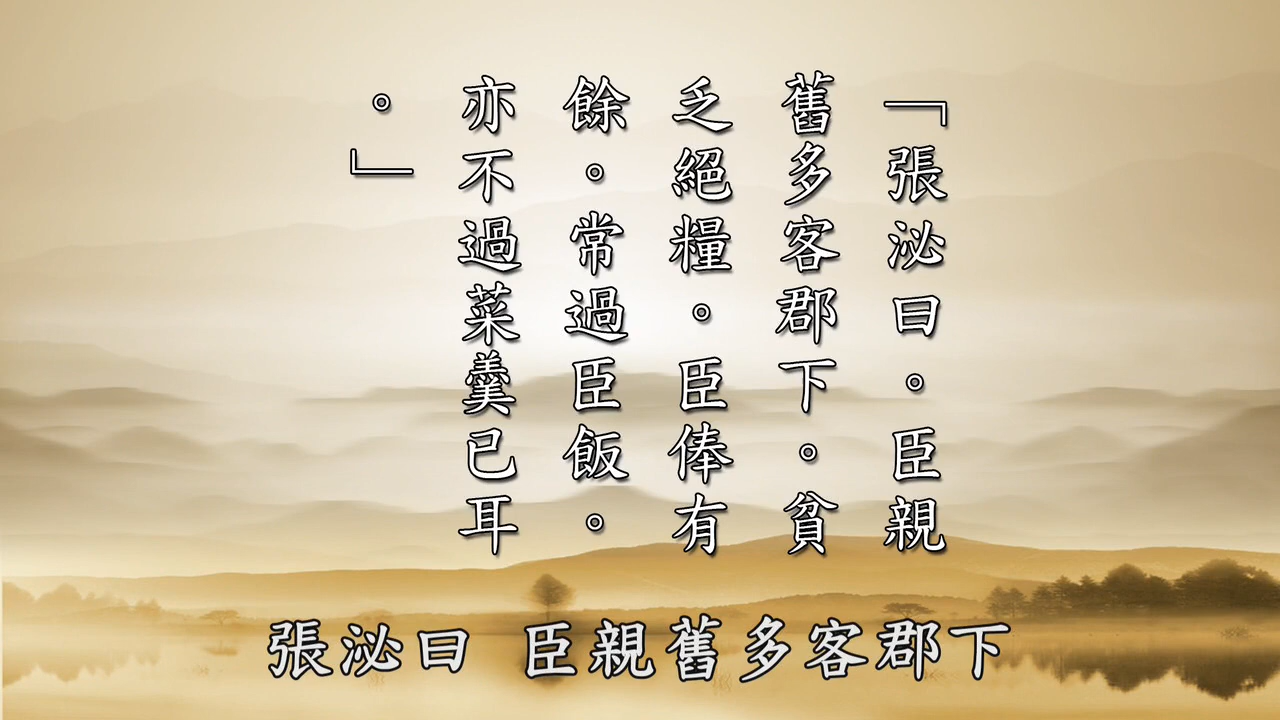 「張泌曰。臣親
舊多客郡下。貧
乏絕糧。臣俸有
餘。常過臣飯。
亦不過菜羹已耳
。」
張泌曰 臣親舊多客郡下